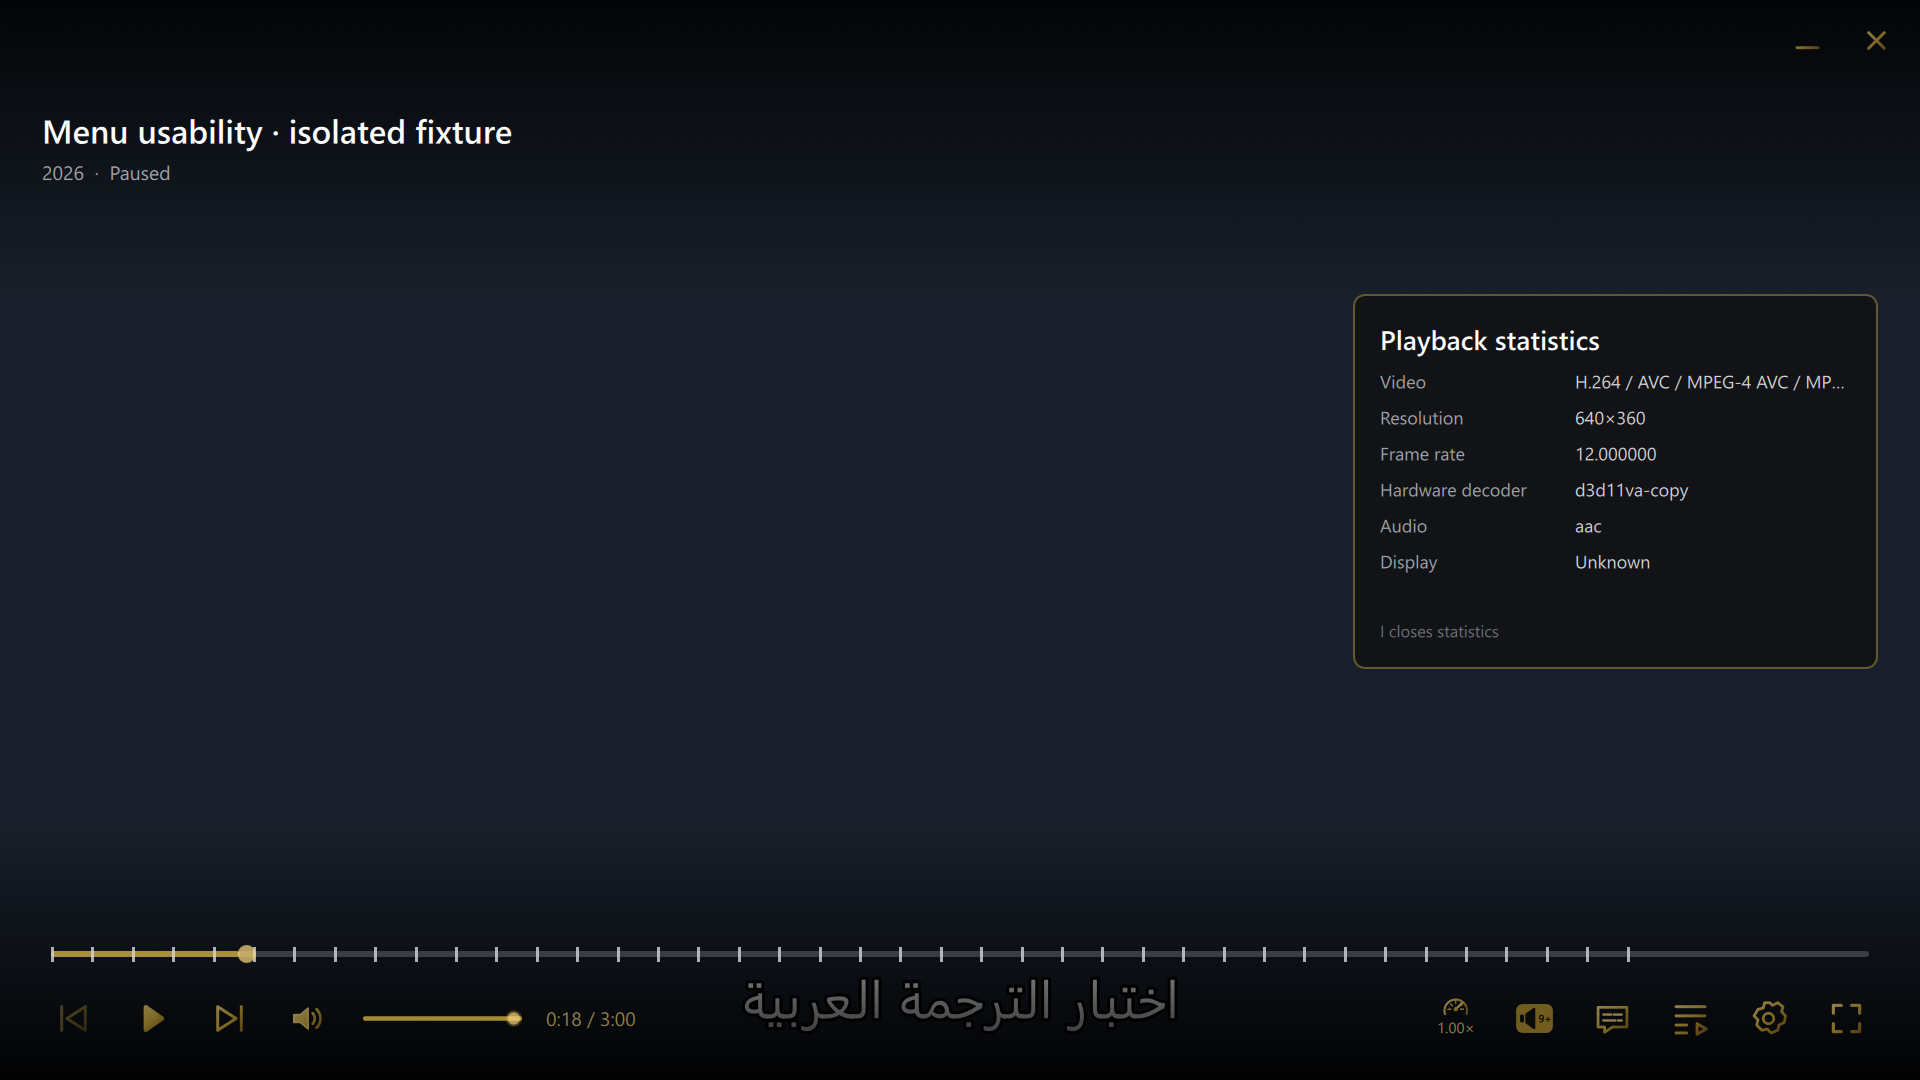 Menu usability · isolated fixture
2026 · Paused
Playback statistics
Video H.264 / AVC / MPEG-4 AVC / MP...
Resolution 640×360
Frame rate 12.000000
Hardware decoder d3d11va-copy
Audio aac
Display Unknown
I closes statistics
اختبار الترجمة العربية
0:18 / 3:00
1.00×
9+